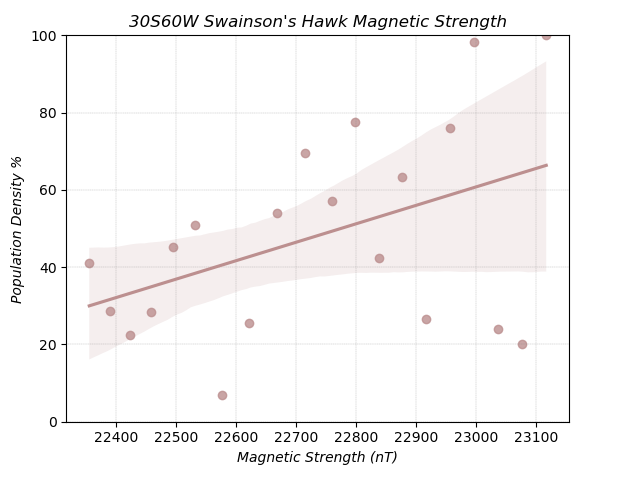 30S60W Swainson's Hawk Magnetic Strength
100
80
60
40
20
0
Population Density %
22400 22500 22600 22700 22800 22900 23000 23100
Magnetic Strength (nT)